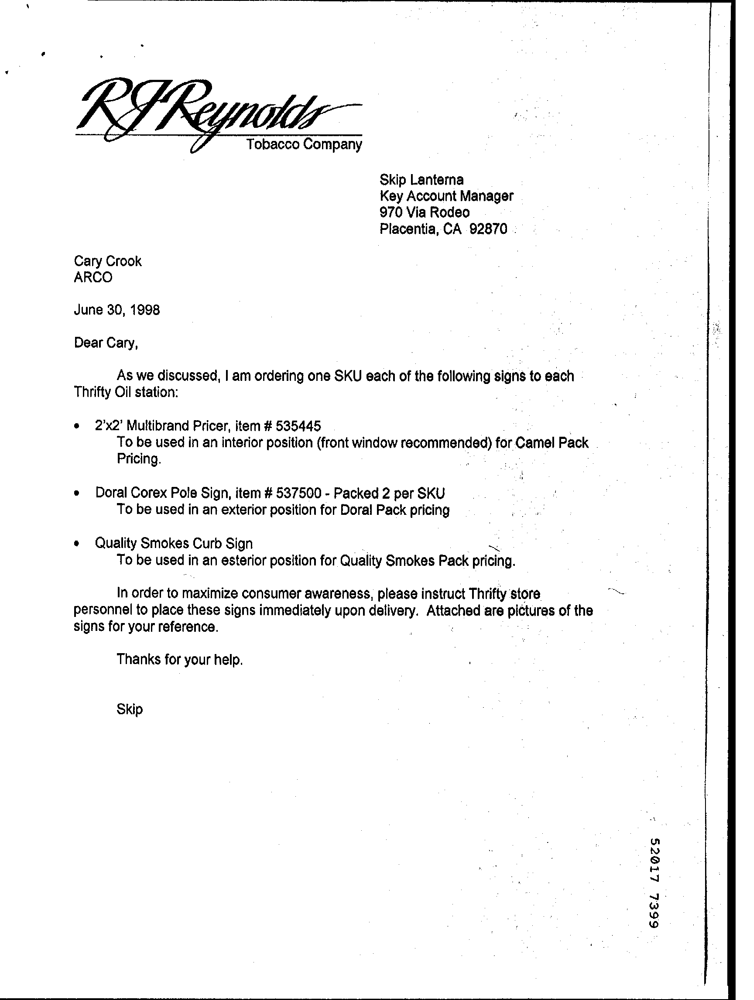 RJReynolds
Tobacco Company
Skip Lanterna
Key Account Manager
970 Via Rodeo
Placentia, CA 92870
Cary Crook
ARCO
June 30, 1998
Dear Cary,
As we discussed, I am ordering one SKU each of the following signs to each
Thrifty Oil station:
• 2'x2' Multibrand Pricer, item # 535445
To be used in an interior position (front window recommended) for Camel Pack
Pricing.
• Doral Corex Pole Sign, item # 537500 - Packed 2 per SKU
To be used in an exterior position for Doral Pack pricing
• Quality Smokes Curb Sign
To be used in an esterior position for Quality Smokes Pack pricing.
In order to maximize consumer awareness, please instruct Thrifty store
personnel to place these signs immediately upon delivery. Attached are pictures of the
signs for your reference.
Thanks for your help.
Skip
52017 7399